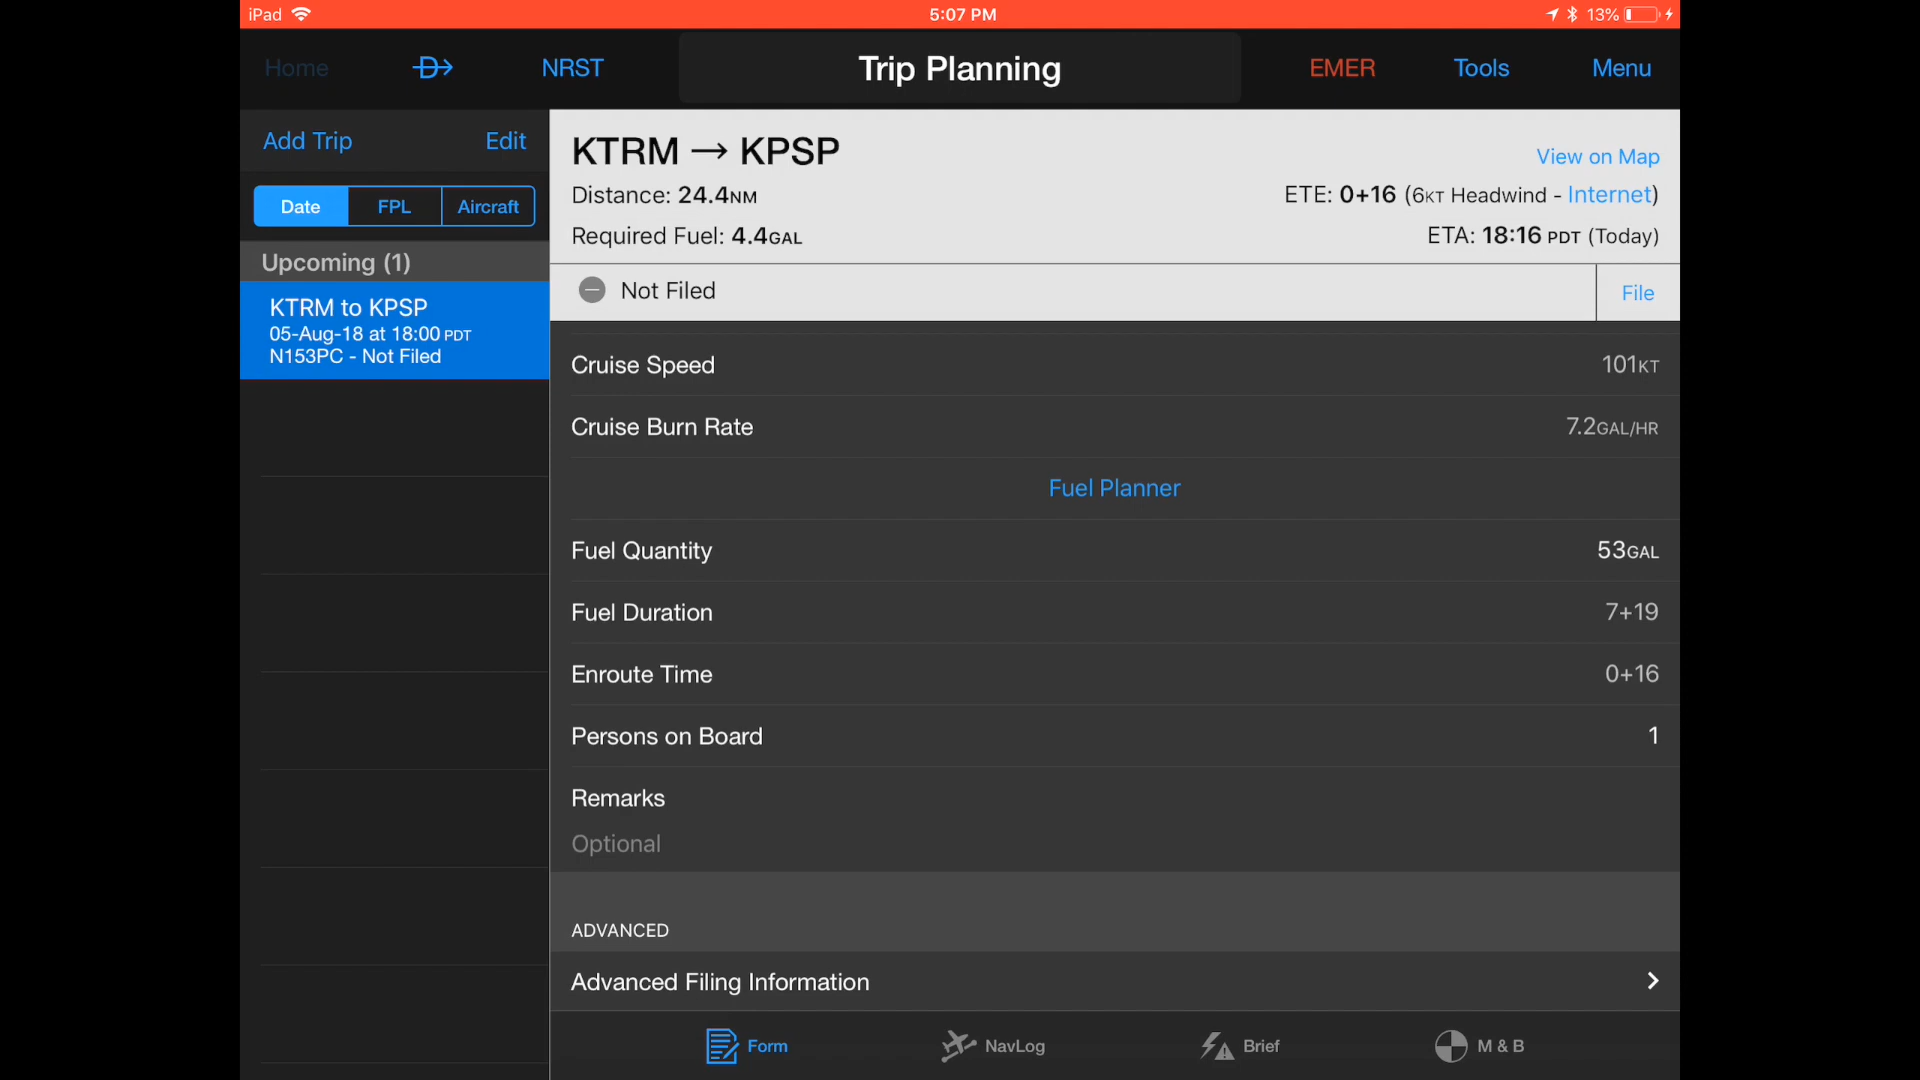 iPad 5:07 PM 13%
Home D NRST Trip Planning EMER Tools Menu
Add Trip Edit
Date FPL Aircraft
Upcoming (1)
KTRM to KPSP
05-Aug-18 at 18:00 PDT
N153PC - Not Filed
KTRM → KPSP
View on Map
Distance: 24.4NM
ETE: 0+16 (6KT Headwind - Internet)
Required Fuel: 4.4GAL
ETA: 18:16 PDT (Today)
Not Filed
File
Cruise Speed 101KT
Cruise Burn Rate 7.2GAL/HR
Fuel Planner
Fuel Quantity 53GAL
Fuel Duration 7+19
Enroute Time 0+16
Persons on Board 1
Remarks
Optional
ADVANCED
Advanced Filing Information
Form NavLog Brief M & B